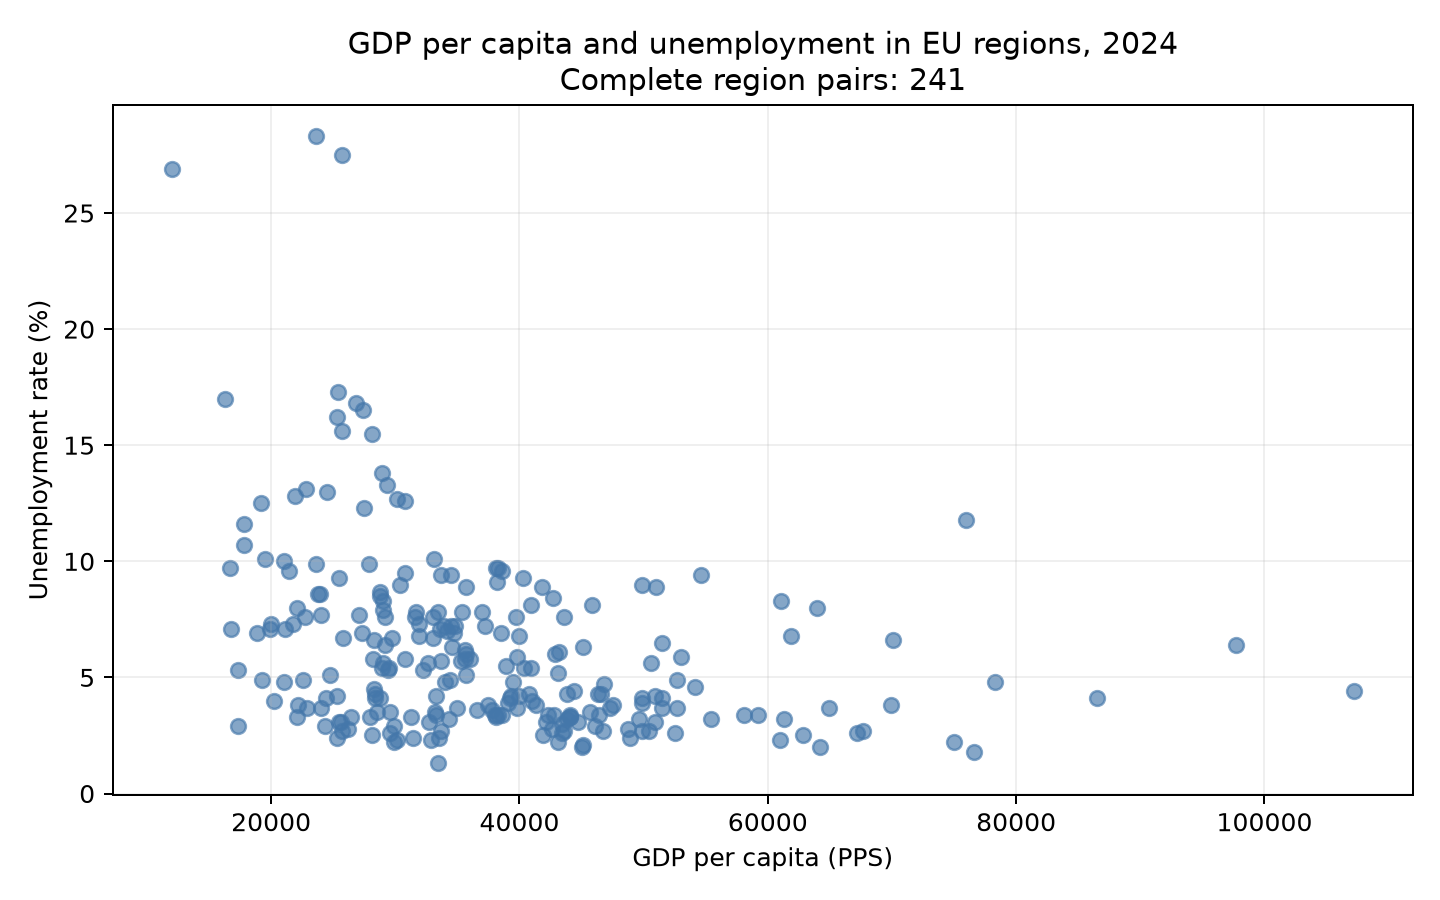 GDP per capita and unemployment in EU regions, 2024
Complete region pairs: 241
25
20
15
10
5
0
Unemployment rate (%)
20000 40000 60000 80000 100000
GDP per capita (PPS)